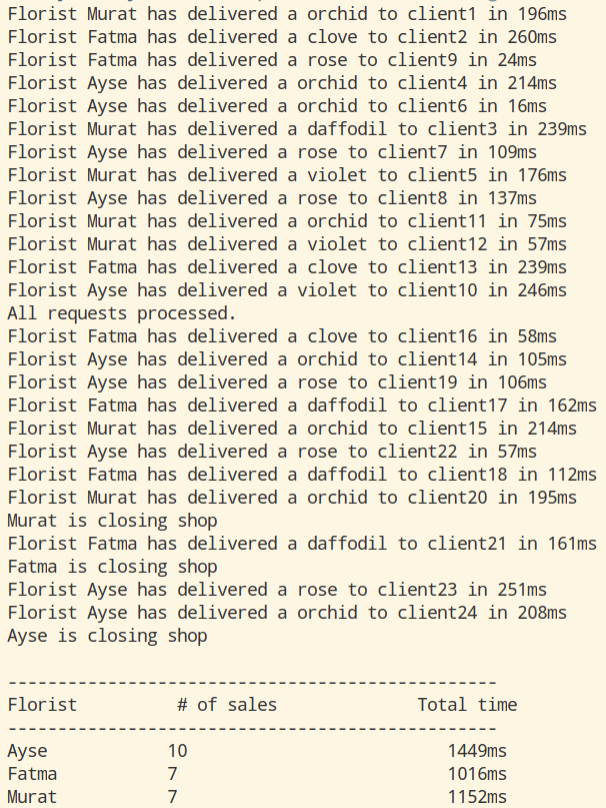 Florist Murat has delivered a orchid to client1 in 196ms
Florist Fatma has delivered a clove to client2 in 260ms
Florist Fatma has delivered a rose to client9 in 24ms
Florist Ayse has delivered a orchid to client4 in 214ms
Florist Ayse has delivered a orchid to client6 in 16ms
Florist Murat has delivered a daffodil to client3 in 239ms
Florist Ayse has delivered a rose to client7 in 109ms
Florist Murat has delivered a violet to client5 in 176ms
Florist Ayse has delivered a rose to client8 in 137ms
Florist Murat has delivered a orchid to client11 in 75ms
Florist Murat has delivered a violet to client12 in 57ms
Florist Fatma has delivered a clove to client13 in 239ms
Florist Ayse has delivered a violet to client10 in 246ms
All requests processed.
Florist Fatma has delivered a clove to client16 in 58ms
Florist Ayse has delivered a orchid to client14 in 105ms
Florist Ayse has delivered a rose to client19 in 106ms
Florist Fatma has delivered a daffodil to client17 in 162ms
Florist Murat has delivered a orchid to client15 in 214ms
Florist Ayse has delivered a rose to client22 in 57ms
Florist Fatma has delivered a daffodil to client18 in 112ms
Florist Murat has delivered a orchid to client20 in 195ms
Murat is closing shop
Florist Fatma has delivered a daffodil to client21 in 161ms
Fatma is closing shop
Florist Ayse has delivered a rose to client23 in 251ms
Florist Ayse has delivered a orchid to client24 in 208ms
Ayse is closing shop
-------------------------------------------------
Florist # of sales Total time
-------------------------------------------------
Ayse 10 1449ms
Fatma 7 1016ms
Murat 7 1152ms